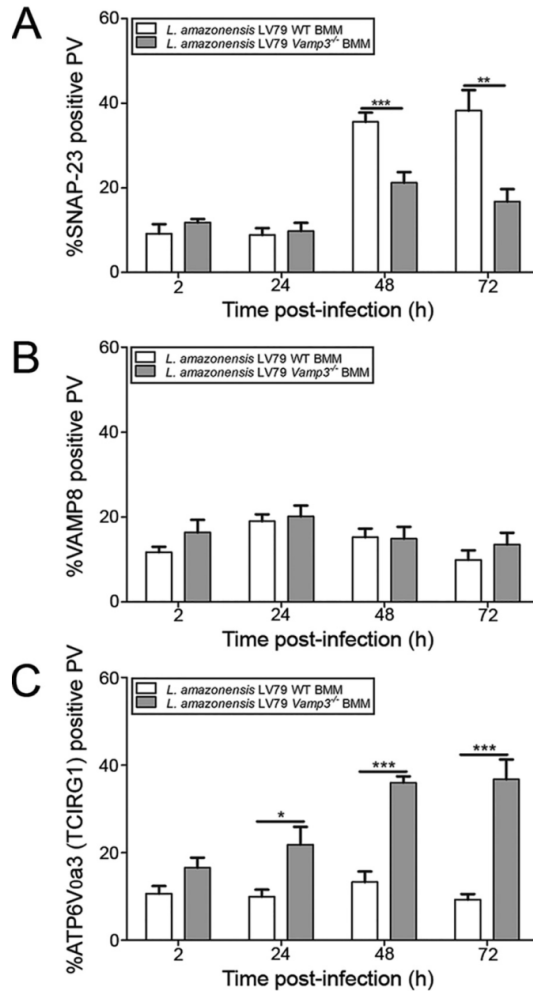 A
%SNAP-23 positive PV
60
40
20
0
L. amazonensis LV79 WT BMM
L. amazonensis LV79 Vamp3-/- BMM
***
**
2 24 48 72
Time post-infection (h)
B
%VAMP8 positive PV
60
40
20
0
L. amazonensis LV79 WT BMM
L. amazonensis LV79 Vamp3-/- BMM
2 24 48 72
Time post-infection (h)
C
%ATP6V0a3 (TCIRG1) positive PV
60
40
20
0
L. amazonensis LV79 WT BMM
L. amazonensis LV79 Vamp3-/- BMM
*
***
***
2 24 48 72
Time post-infection (h)